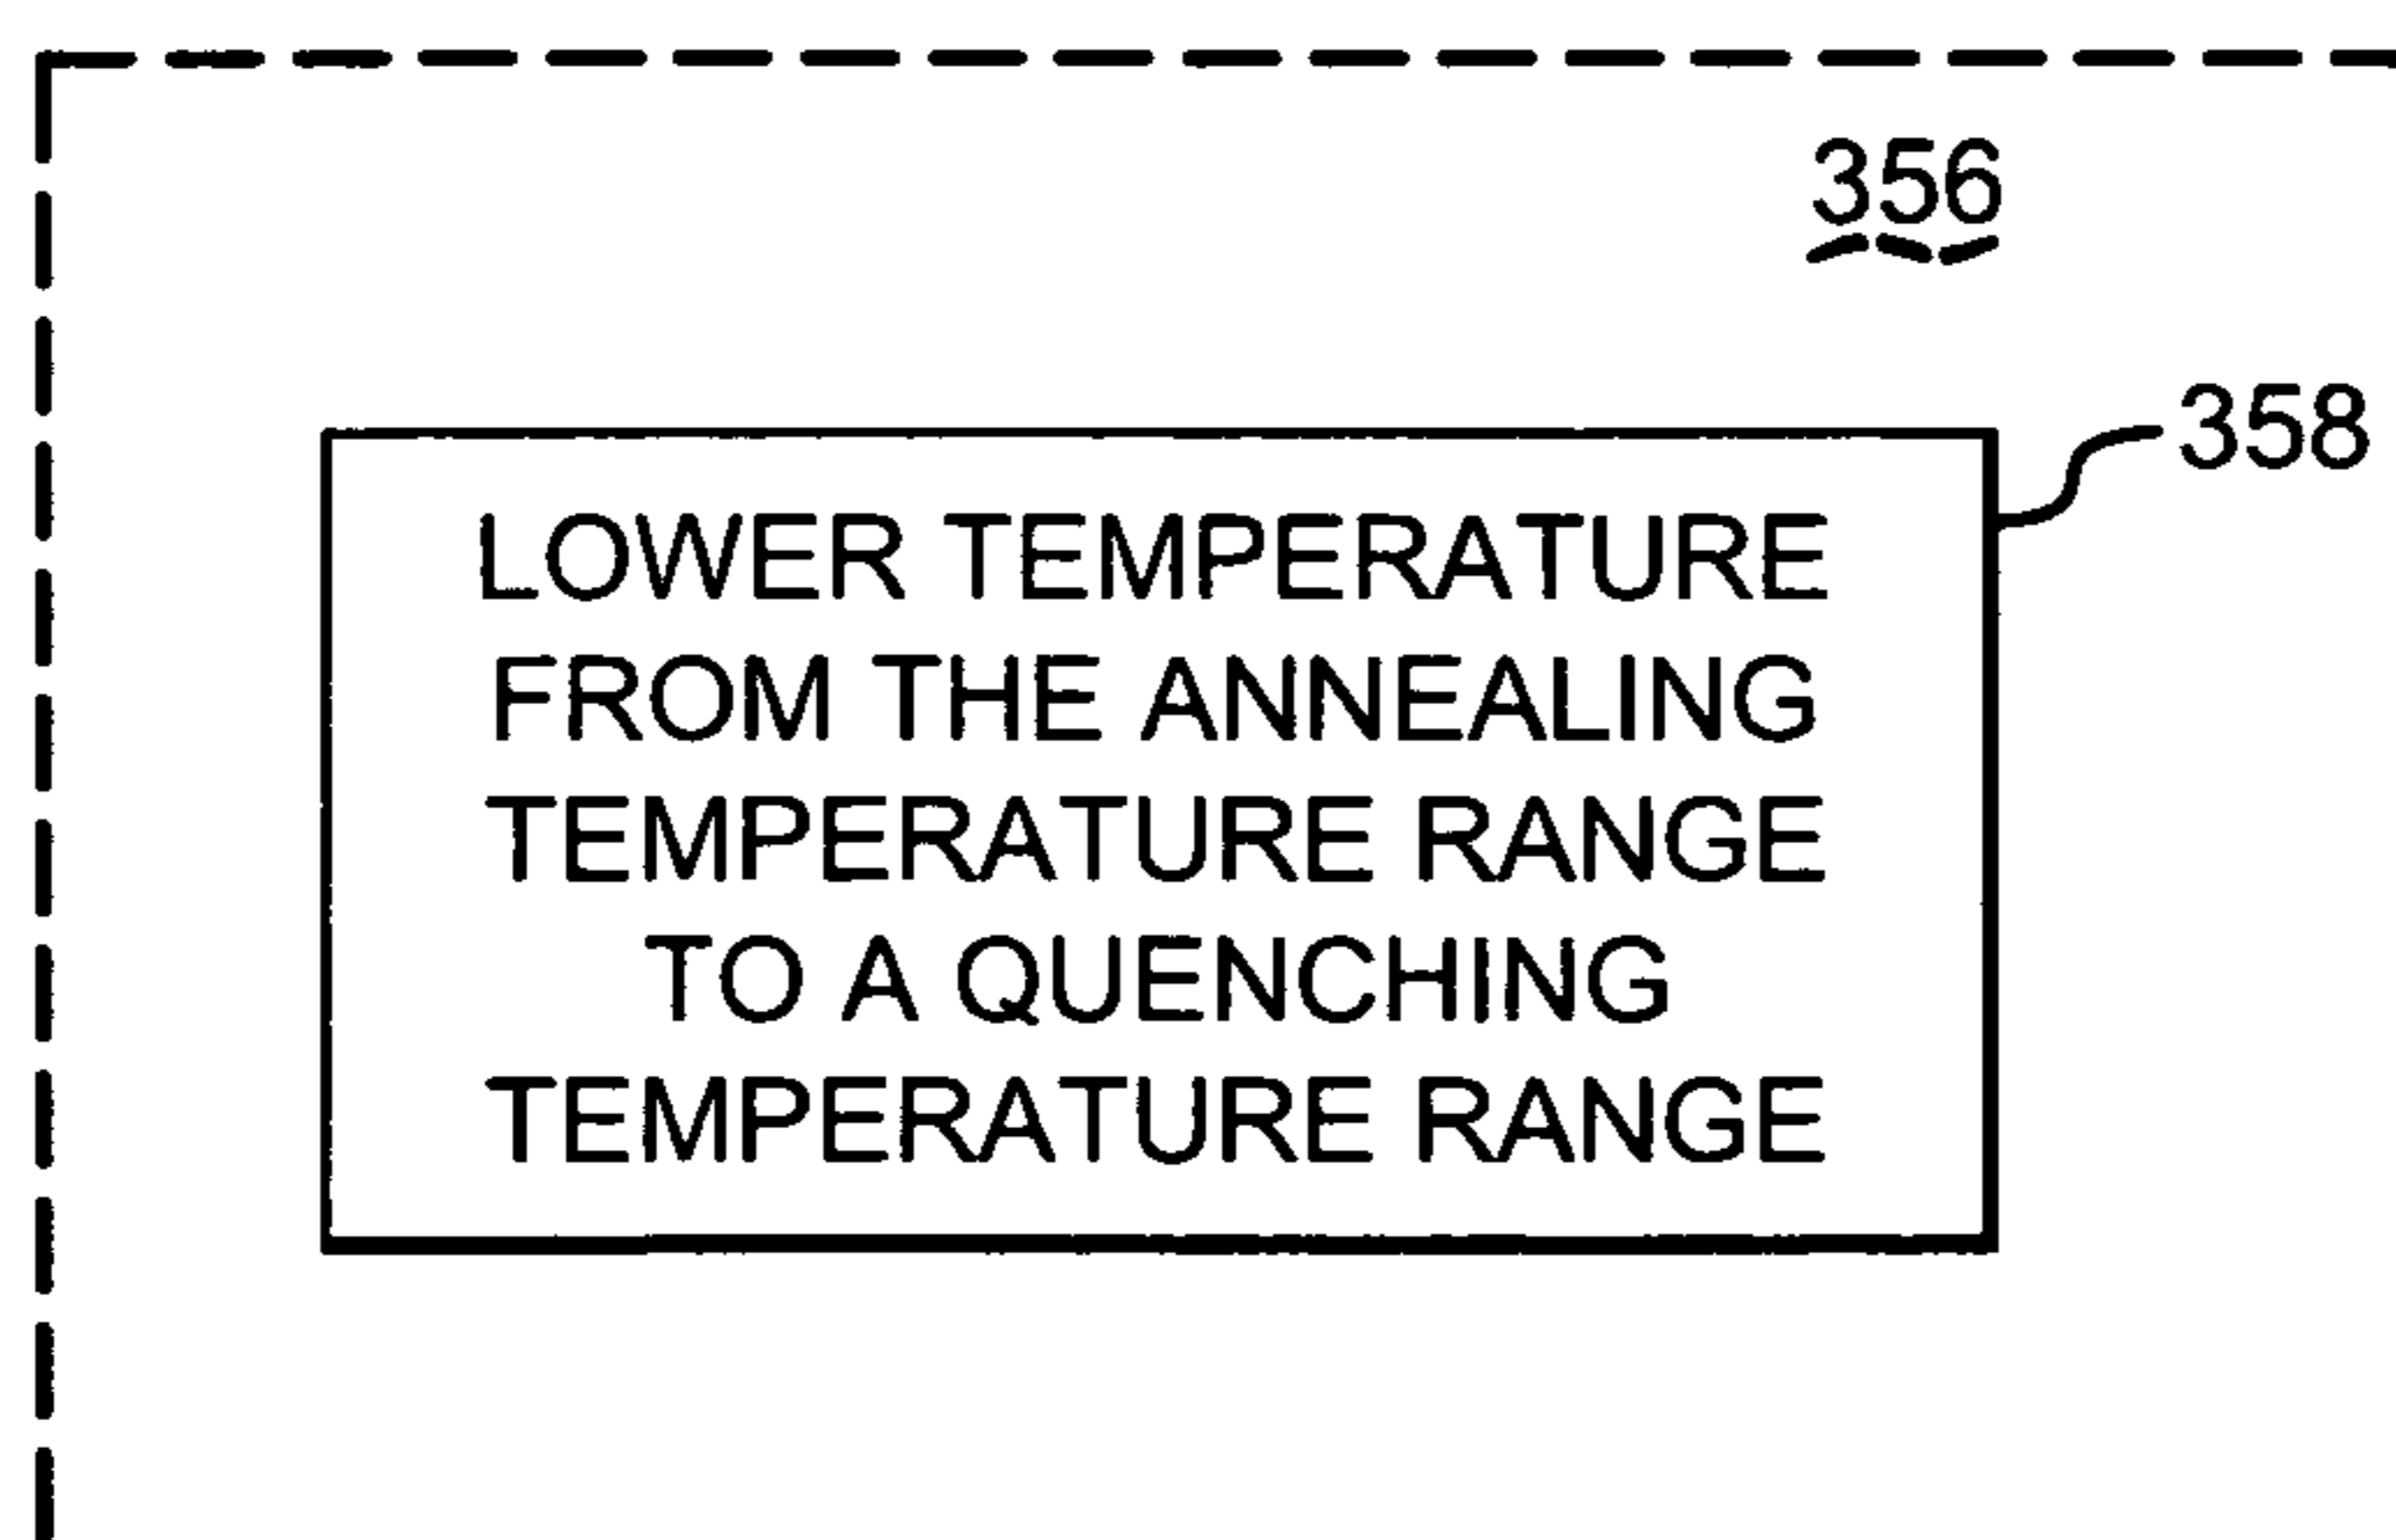 356
358
LOWER TEMPERATURE
FROM THE ANNEALING
TEMPERATURE RANGE
TO A QUENCHING
TEMPERATURE RANGE